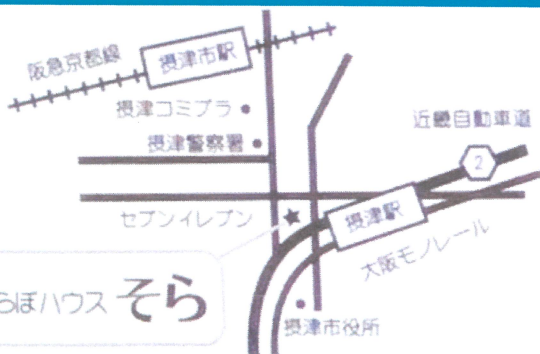 阪急京都線
摂津市駅
摂津コミプラ
摂津警察署
近畿自動車道
2
セブンイレブン
摂津駅
大阪モノレール
らぼハウス そら
摂津市役所